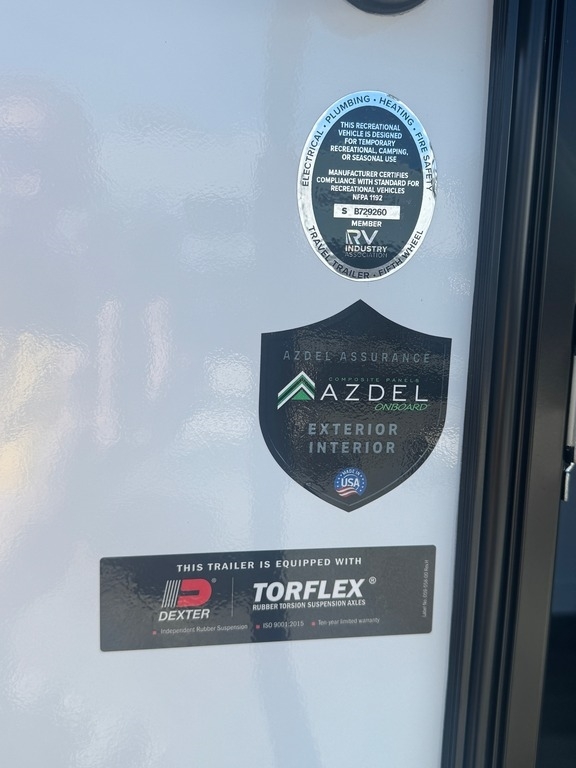 ELECTRICAL • PLUMBING • HEATING • FIRE SAFETY
THIS RECREATIONAL
VEHICLE IS DESIGNED
FOR TEMPORARY
RECREATIONAL, CAMPING,
OR SEASONAL USE
MANUFACTURER CERTIFIES
COMPLIANCE WITH STANDARD FOR
RECREATIONAL VEHICLES
NFPA 1192
S B729260
MEMBER
RV
INDUSTRY
ASSOCIATION
TRAVEL TRAILER • FIFTH WHEEL
AZDEL ASSURANCE
COMPOSITE PANELS
AZDEL
ONBOARD
EXTERIOR
INTERIOR
MADE IN
USA
THIS TRAILER IS EQUIPPED WITH
DEXTER
TORFLEX®
RUBBER TORSION SUSPENSION AXLES
• Independent Rubber Suspension • ISO 9001:2015 • Ten year limited warranty